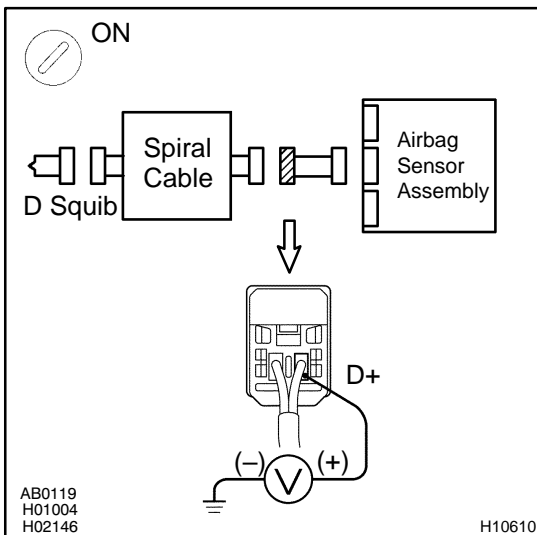 ON
D Squib
Spiral
Cable
Airbag
Sensor
Assembly
D+
(−)
V
(+)
AB0119
H01004
H02146
H10610